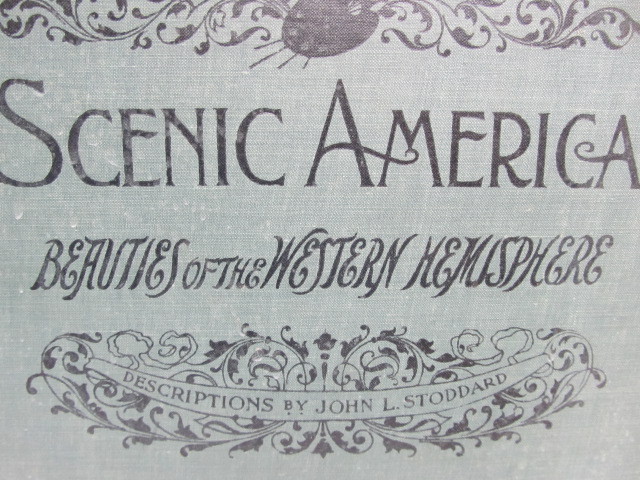 SCENIC AMERICA
BEAUTIES OF THE WESTERN HEMISPHERE
DESCRIPTIONS BY JOHN L. STODDARD